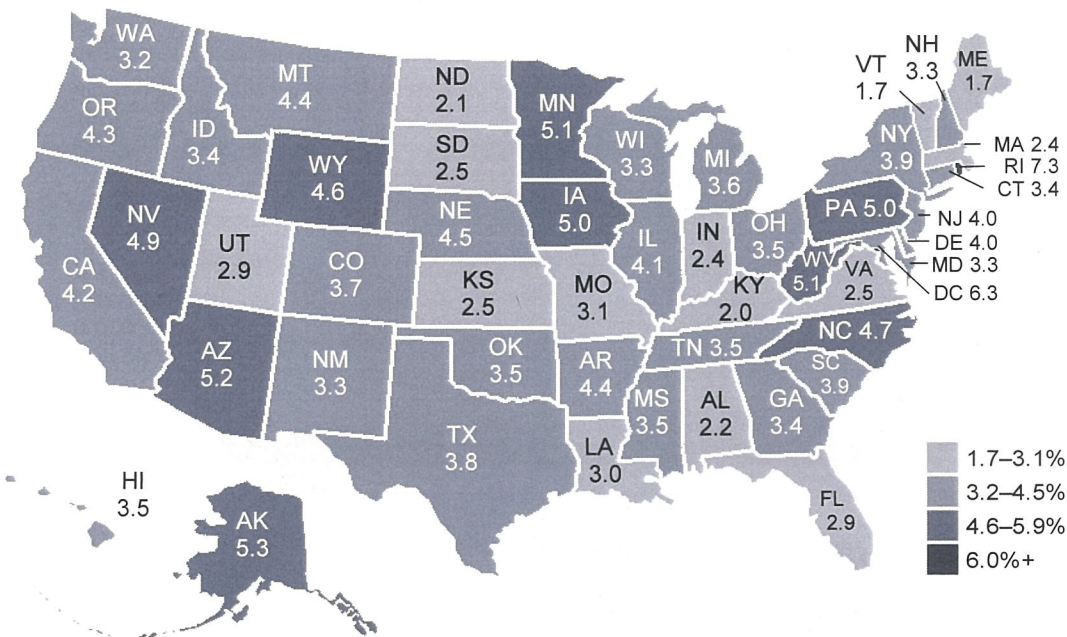 WA
3.2
MT
4.4
ND
2.1
MN
5.1
VT
1.7
NH
3.3
ME
1.7
OR
4.3
ID
3.4
WY
4.6
SD
2.5
WI
3.3
MI
3.6
NY
3.9
MA 2.4
RI 7.3
CT 3.4
NV
4.9
UT
2.9
CO
3.7
NE
4.5
IA
5.0
IL
4.1
IN
2.4
OH
3.5
PA 5.0
NJ 4.0
DE 4.0
MD 3.3
DC 6.3
CA
4.2
KS
2.5
MO
3.1
KY
2.0
WV
5.1
VA
2.5
AZ
5.2
NM
3.3
OK
3.5
AR
4.4
TN 3.5
NC 4.7
SC
3.9
TX
3.8
LA
3.0
MS
3.5
AL
2.2
GA
3.4
FL
2.9
HI
3.5
AK
5.3
1.7–3.1%
3.2–4.5%
4.6–5.9%
6.0%+